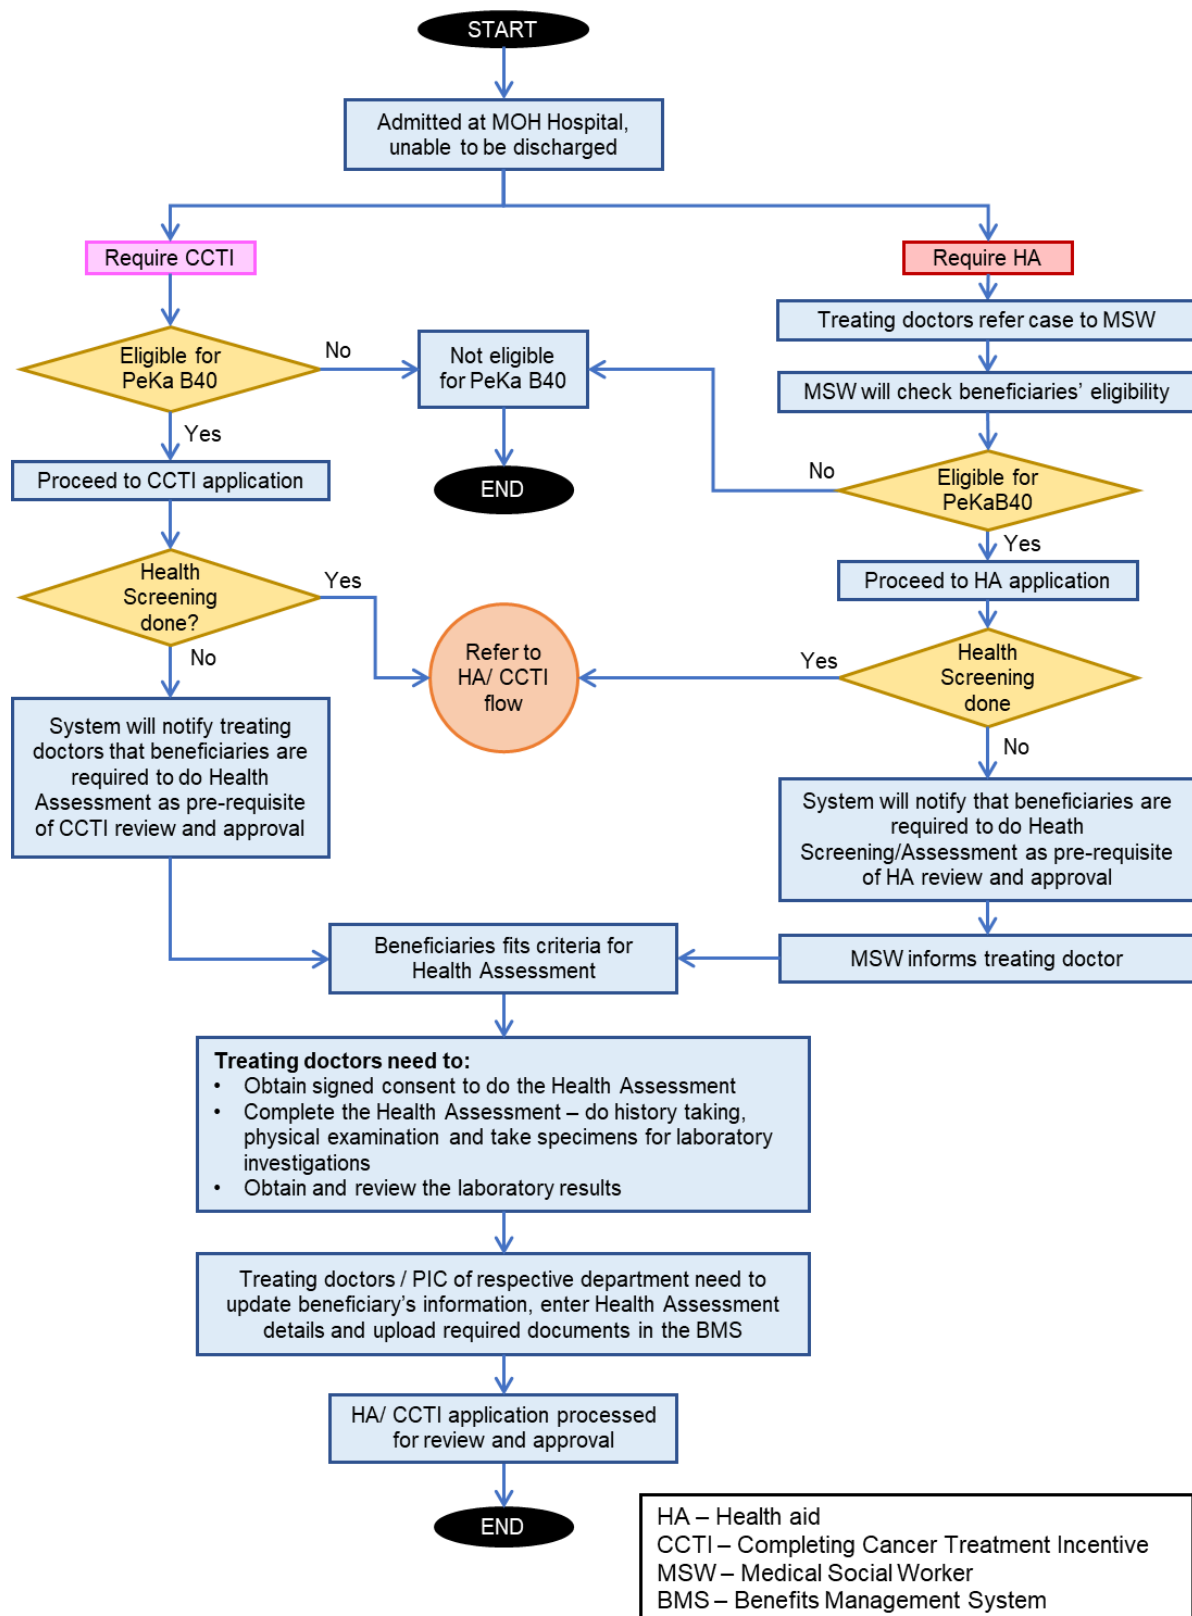 START
Admitted at MOH Hospital,
unable to be discharged
Require CCTI
Require HA
Treating doctors refer case to MSW
Eligible for
PeKa B40
No
Not eligible
for PeKa B40
MSW will check beneficiaries’ eligibility
Yes
Proceed to CCTI application
END
No
Eligible for
PeKaB40
Yes
Proceed to HA application
Health
Screening
done?
Yes
Refer to
HA/ CCTI
flow
Yes
Health
Screening
done
No
No
System will notify treating
doctors that beneficiaries are
required to do Health
Assessment as pre-requisite
of CCTI review and approval
System will notify that beneficiaries are
required to do Heath
Screening/Assessment as pre-requisite
of HA review and approval
Beneficiaries fits criteria for
Health Assessment
MSW informs treating doctor
Treating doctors need to:
• Obtain signed consent to do the Health Assessment
• Complete the Health Assessment – do history taking,
physical examination and take specimens for laboratory
investigations
• Obtain and review the laboratory results
Treating doctors / PIC of respective department need to
update beneficiary’s information, enter Health Assessment
details and upload required documents in the BMS
HA/ CCTI application processed
for review and approval
END
HA – Health aid
CCTI – Completing Cancer Treatment Incentive
MSW – Medical Social Worker
BMS – Benefits Management System